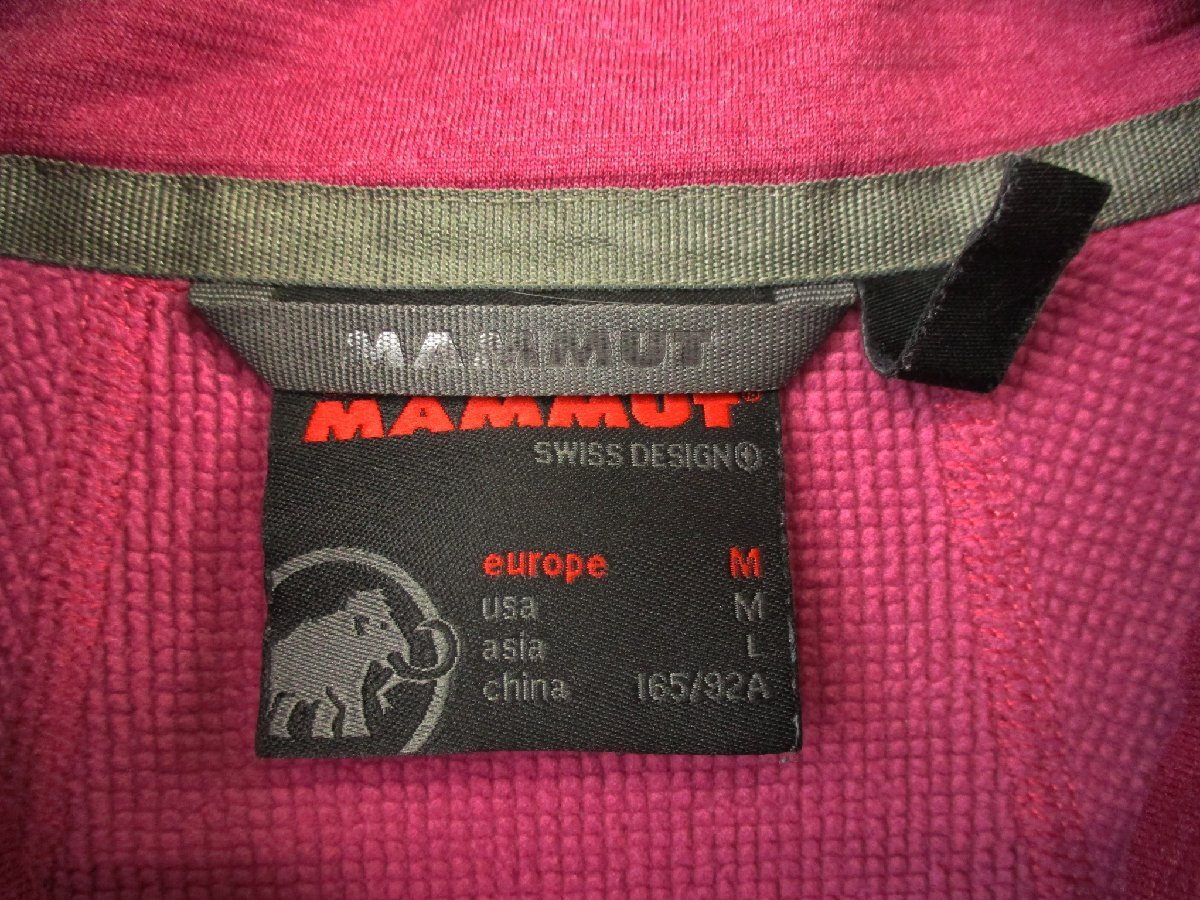 MAMMUT
MAMMUT®
SWISS DESIGN
europe M
usa M
asia L
china 165/92A